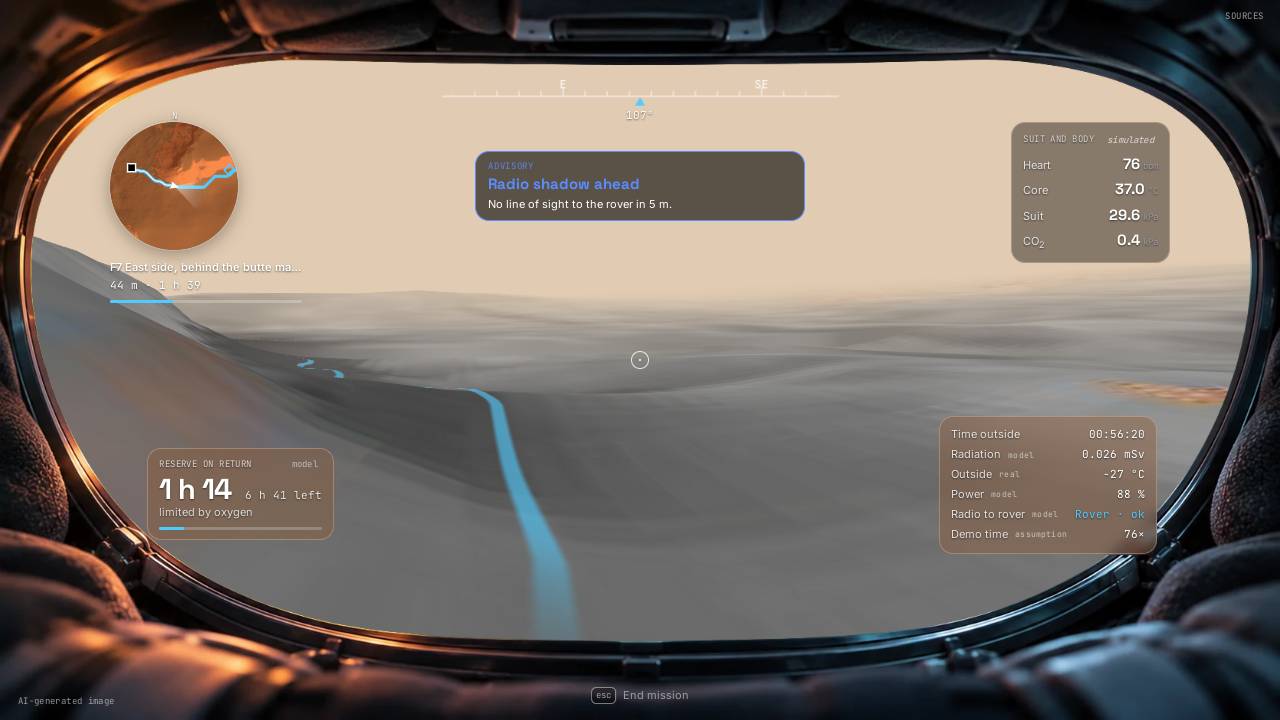 SOURCES
E
SE
107°
N
ADVISORY
Radio shadow ahead
No line of sight to the rover in 5 m.
SUIT AND BODY simulated
Heart 76 bpm
Core 37.0 °C
Suit 29.6 kPa
CO2 0.4 kPa
F7 East side, behind the butte ma...
44 m · 1 h 39
RESERVE ON RETURN model
1 h 14 6 h 41 left
limited by oxygen
Time outside 00:56:20
Radiation model 0.026 mSv
Outside real -27 °C
Power model 88 %
Radio to rover model Rover · ok
Demo time assumption 76×
esc End mission
AI-generated image